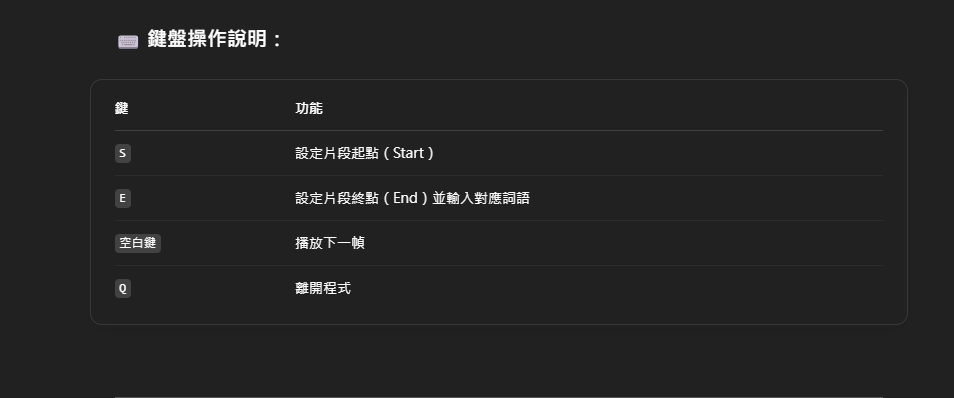 鍵盤操作說明：
鍵 功能
S 設定片段起點（Start）
E 設定片段終點（End）並輸入對應詞語
空白鍵 播放下一幀
Q 離開程式